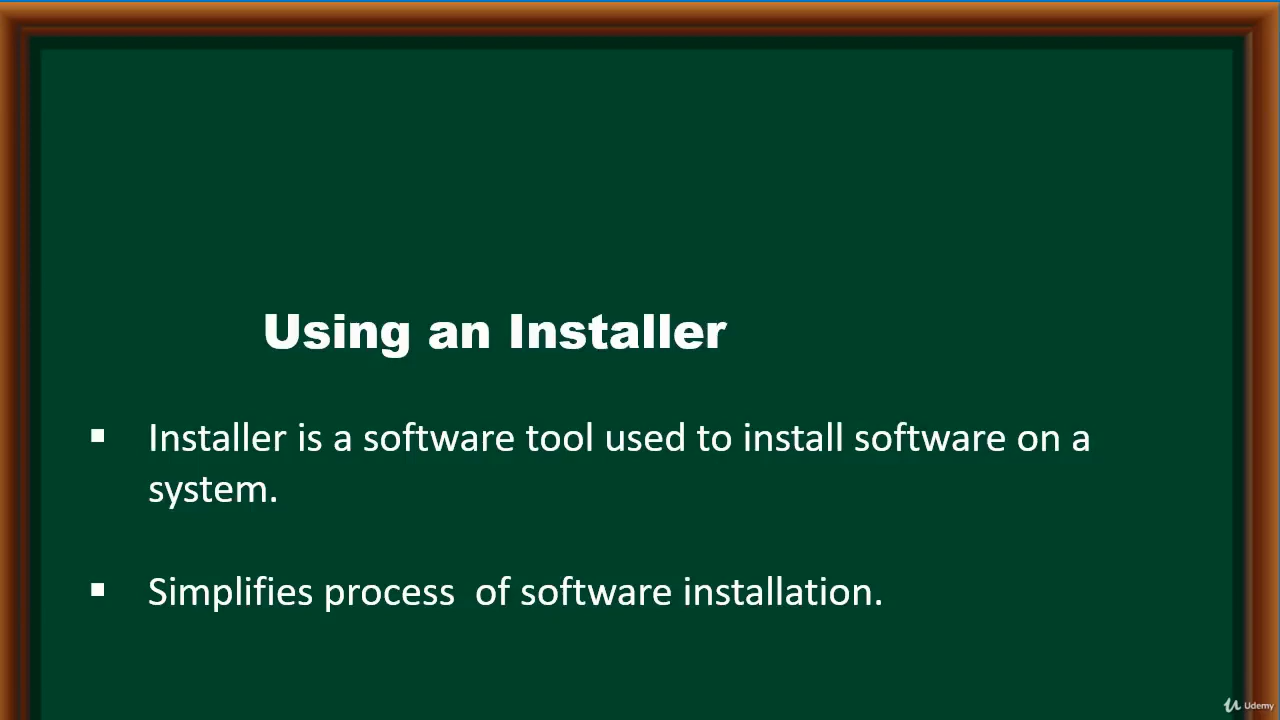 Using an Installer
▪ Installer is a software tool used to install software on a
system.
▪ Simplifies process  of software installation.
Udemy